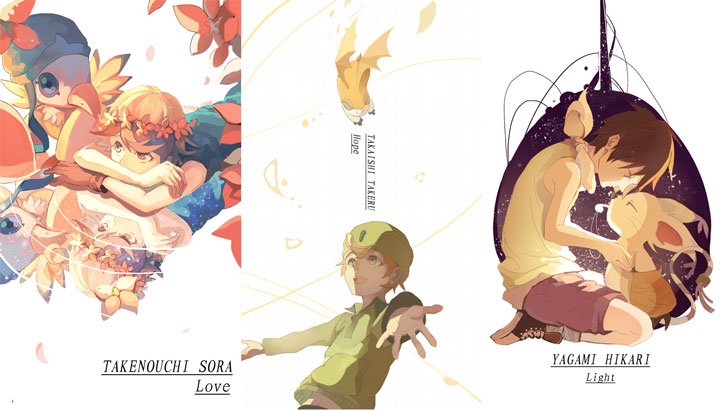 TAKENOUCHI SORA
Love
TAKAISHI TAKERU
Hope
YAGAMI HIKARI
Light